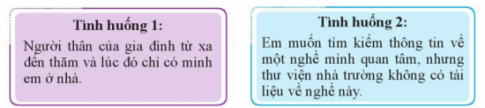 Tình huống 1:
Người thân của gia đình từ xa
đến thăm và lúc đó chỉ có mình
em ở nhà.
Tình huống 2:
Em muốn tìm kiếm thông tin về
một nghề mình quan tâm, nhưng
thư viện nhà trường không có tài
liệu về nghề này.